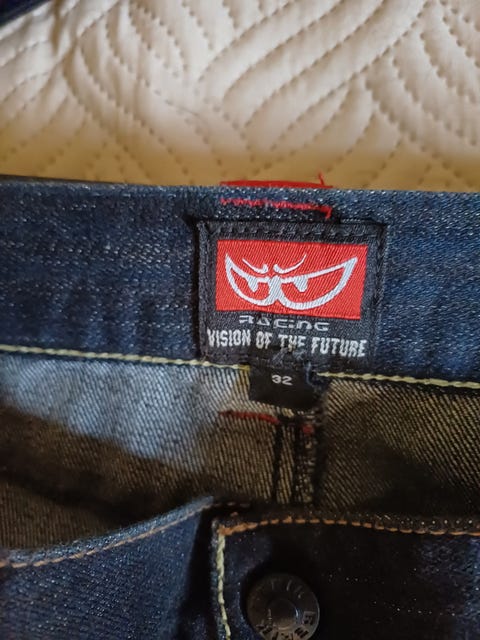 RACING
VISION OF THE FUTURE
32